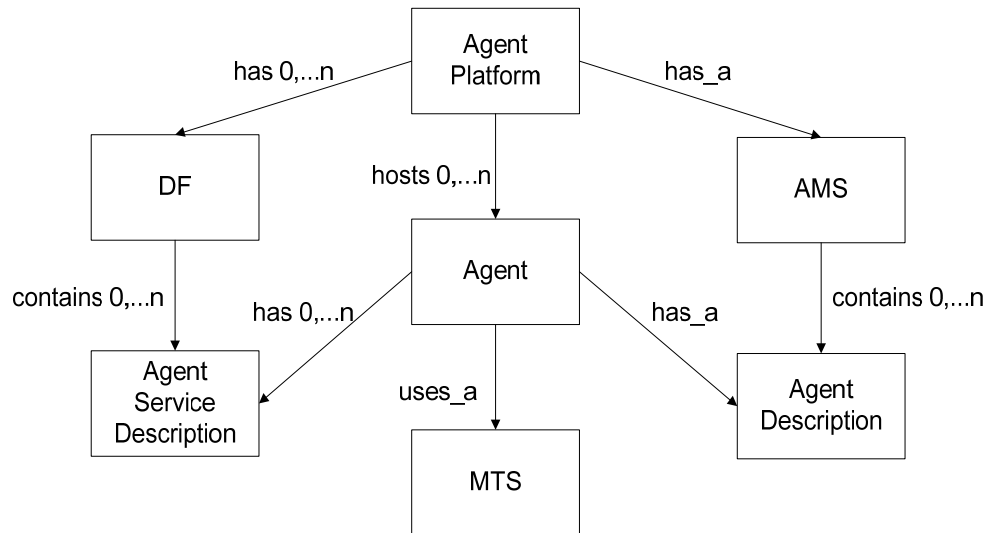 Agent
Platform
has 0,...n
has_a
DF
hosts 0,...n
AMS
Agent
contains 0,...n
has 0,...n
has_a
contains 0,...n
Agent
Service
Description
uses_a
Agent
Description
MTS